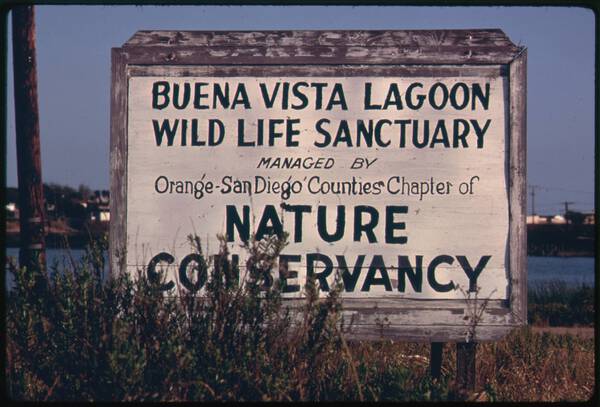 BUENA VISTA LAGOON
WILD LIFE SANCTUARY
MANAGED BY
Orange-San Diego Counties Chapter of
NATURE
CONSERVANCY